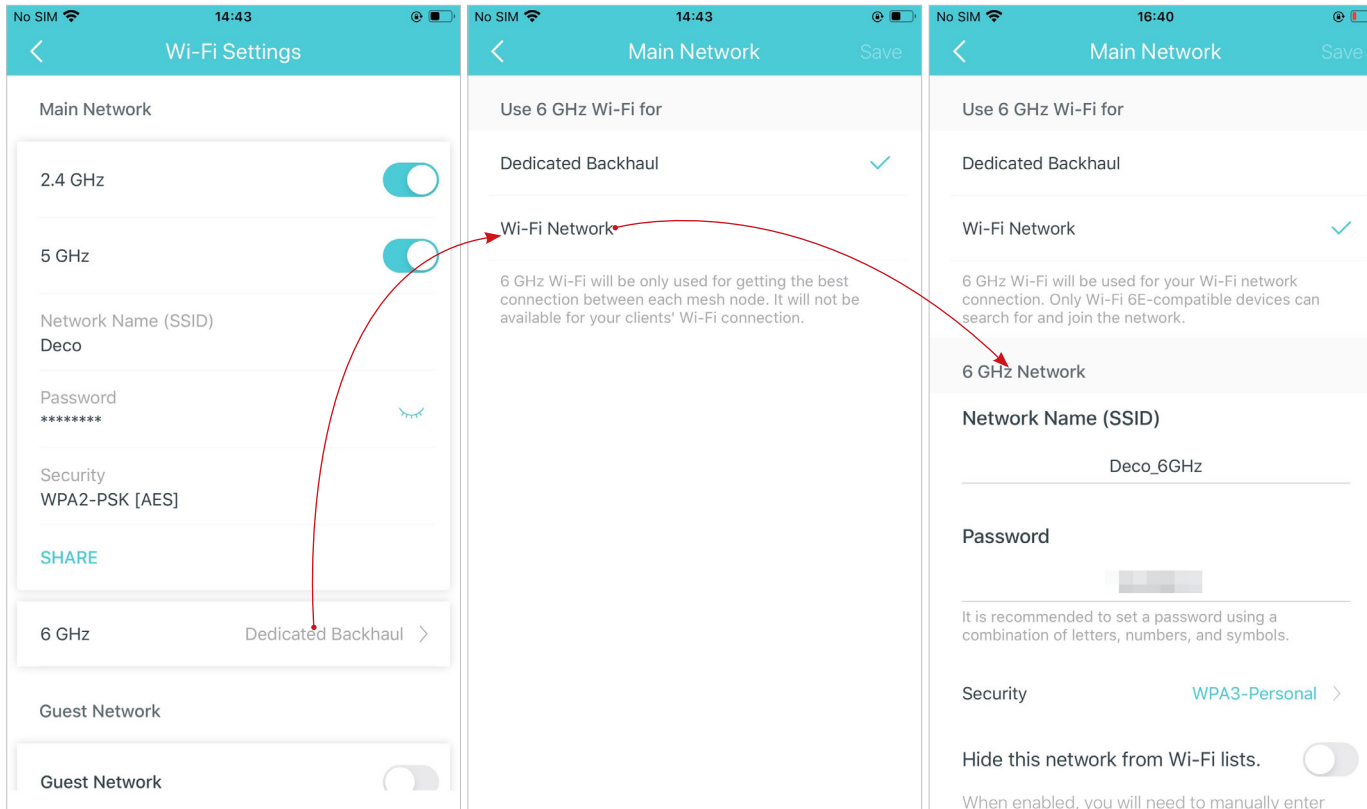 No SIM 14:43
Wi-Fi Settings
Main Network
2.4 GHz
5 GHz
Network Name (SSID)
Deco
Password
********
Security
WPA2-PSK [AES]
SHARE
6 GHz Dedicated Backhaul
Guest Network
Guest Network
No SIM 14:43
Main Network Save
Use 6 GHz Wi-Fi for
Dedicated Backhaul
Wi-Fi Network
6 GHz Wi-Fi will be only used for getting the best
connection between each mesh node. It will not be
available for your clients' Wi-Fi connection.
No SIM 16:40
Main Network Save
Use 6 GHz Wi-Fi for
Dedicated Backhaul
Wi-Fi Network
6 GHz Wi-Fi will be used for your Wi-Fi network
connection. Only Wi-Fi 6E-compatible devices can
search for and join the network.
6 GHz Network
Network Name (SSID)
Deco_6GHz
Password
It is recommended to set a password using a
combination of letters, numbers, and symbols.
Security WPA3-Personal
Hide this network from Wi-Fi lists.
When enabled, you will need to manually enter